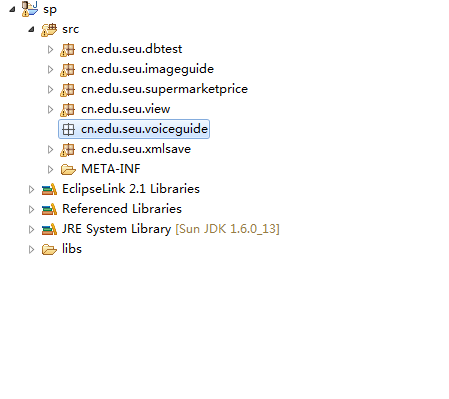 sp
src
cn.edu.seu.dbtest
cn.edu.seu.imageguide
cn.edu.seu.supermarketprice
cn.edu.seu.view
cn.edu.seu.voiceguide
cn.edu.seu.xmlsave
META-INF
EclipseLink 2.1 Libraries
Referenced Libraries
JRE System Library [Sun JDK 1.6.0_13]
libs